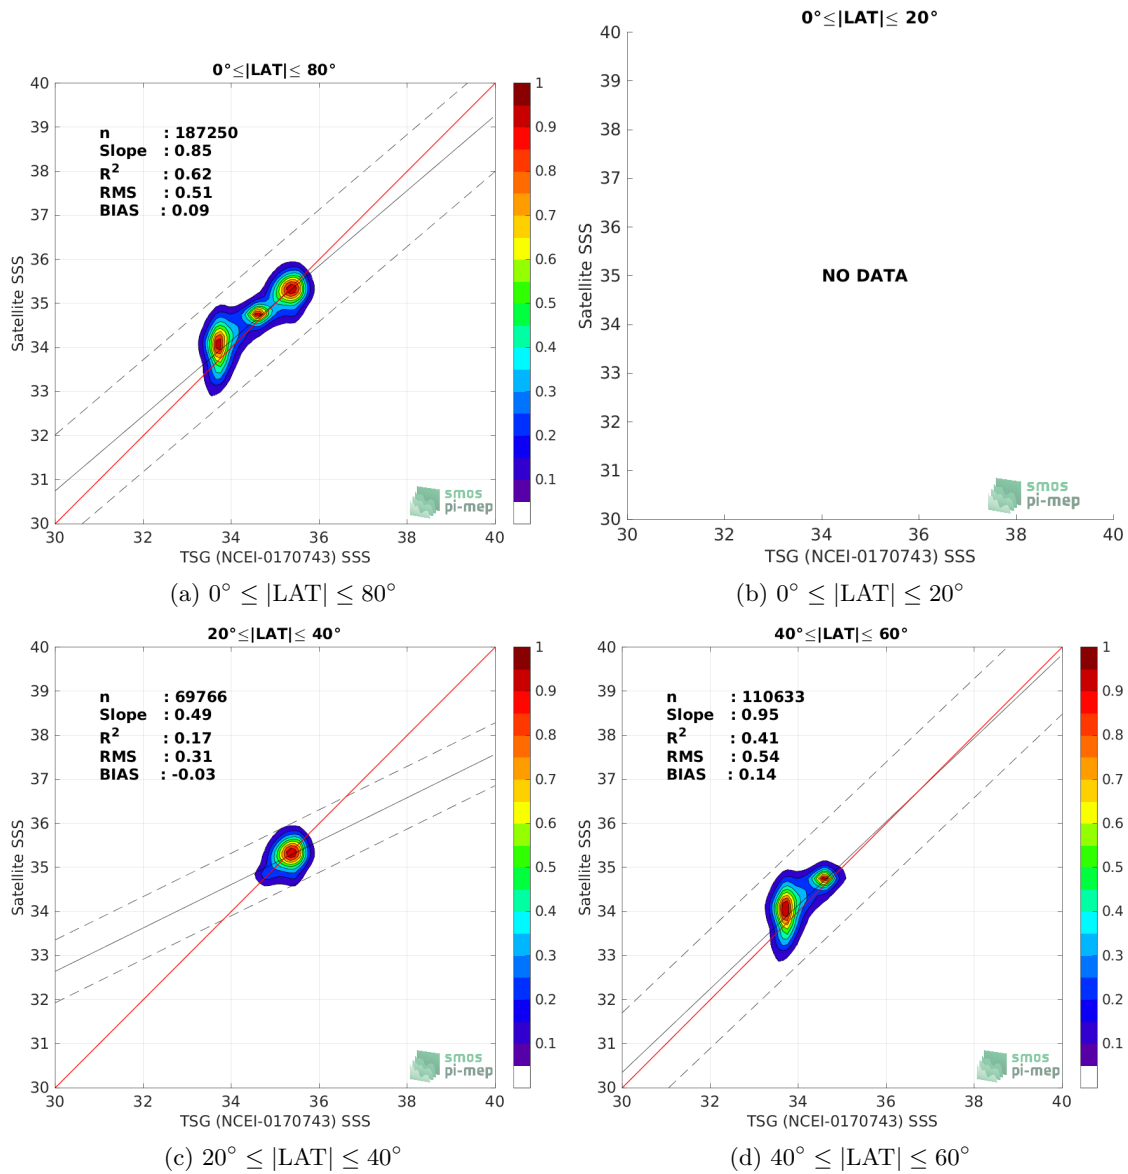 0°≤|LAT|≤ 80°
40
39
38
37
36
35
34
33
32
31
30
Satellite SSS
n : 187250
Slope : 0.85
R² : 0.62
RMS : 0.51
BIAS : 0.09
smos
pi-mep
30 32 34 36 38 40
TSG (NCEI-0170743) SSS
1
0.9
0.8
0.7
0.6
0.5
0.4
0.3
0.2
0.1
(a) 0° ≤ |LAT| ≤ 80°
0°≤|LAT|≤ 20°
40
39
38
37
36
35
34
33
32
31
30
Satellite SSS
NO DATA
smos
pi-mep
30 32 34 36 38 40
TSG (NCEI-0170743) SSS
(b) 0° ≤ |LAT| ≤ 20°
20°≤|LAT|≤ 40°
40
39
38
37
36
35
34
33
32
31
30
Satellite SSS
n : 69766
Slope : 0.49
R² : 0.17
RMS : 0.31
BIAS : -0.03
smos
pi-mep
30 32 34 36 38 40
TSG (NCEI-0170743) SSS
1
0.9
0.8
0.7
0.6
0.5
0.4
0.3
0.2
0.1
(c) 20° ≤ |LAT| ≤ 40°
40°≤|LAT|≤ 60°
40
39
38
37
36
35
34
33
32
31
30
Satellite SSS
n : 110633
Slope : 0.95
R² : 0.41
RMS : 0.54
BIAS : 0.14
smos
pi-mep
30 32 34 36 38 40
TSG (NCEI-0170743) SSS
1
0.9
0.8
0.7
0.6
0.5
0.4
0.3
0.2
0.1
(d) 40° ≤ |LAT| ≤ 60°